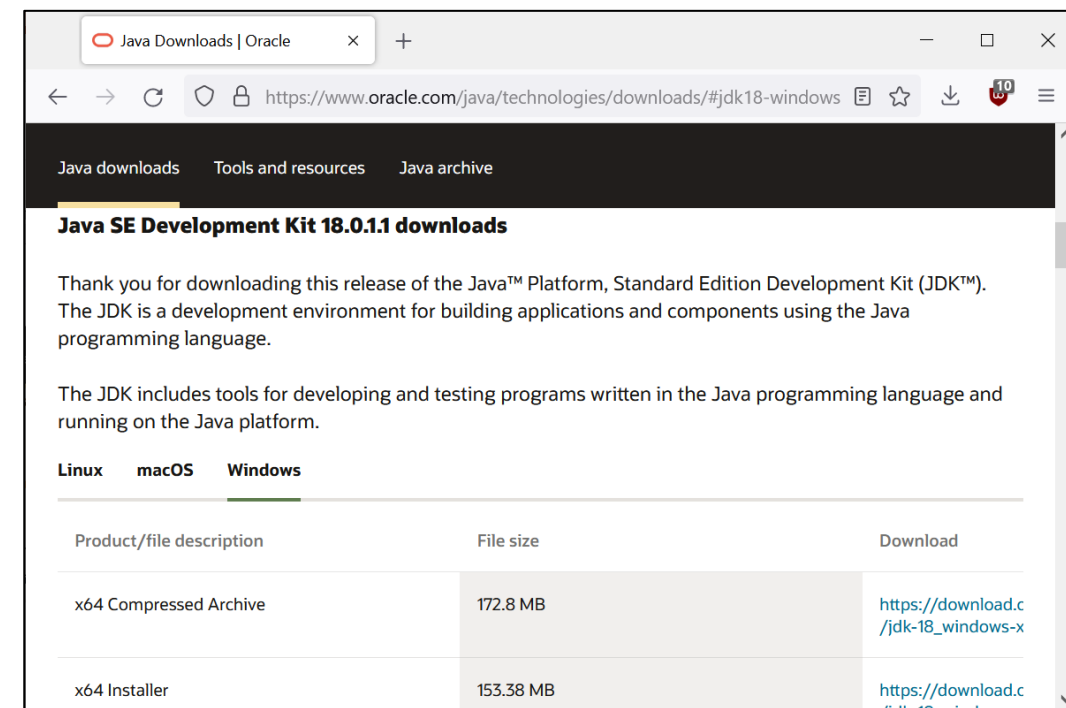 Java Downloads | Oracle
https://www.oracle.com/java/technologies/downloads/#jdk18-windows
10
Java downloads Tools and resources Java archive
Java SE Development Kit 18.0.1.1 downloads
Thank you for downloading this release of the Java™ Platform, Standard Edition Development Kit (JDK™).
The JDK is a development environment for building applications and components using the Java
programming language.
The JDK includes tools for developing and testing programs written in the Java programming language and
running on the Java platform.
Linux macOS Windows
Product/file description File size Download
x64 Compressed Archive 172.8 MB https://download.
/jdk-18_windows-x
x64 Installer 153.38 MB https://download.